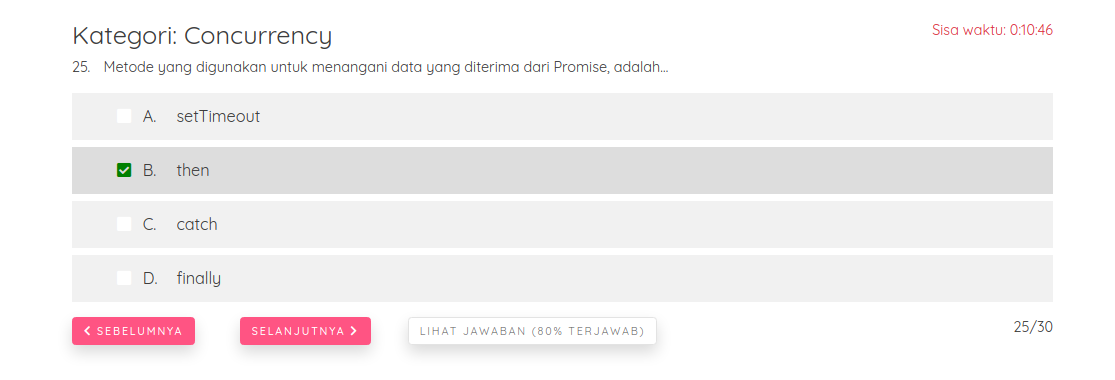 Kategori: Concurrency
Sisa waktu: 0:10:46
25. Metode yang digunakan untuk menangani data yang diterima dari Promise, adalah...
A. setTimeout
B. then
C. catch
D. finally
SEBELUMNYA
SELANJUTNYA
LIHAT JAWABAN (80% TERJAWAB)
25/30